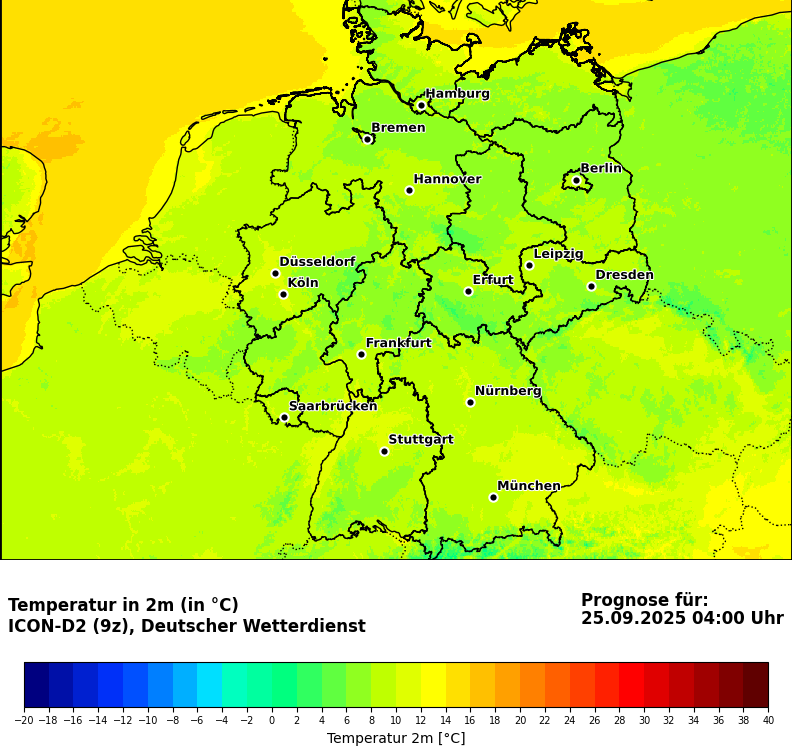 Hamburg
Bremen
Berlin
Hannover
Leipzig
Düsseldorf
Dresden
Köln
Erfurt
Frankfurt
Nürnberg
Saarbrücken
Stuttgart
München
Temperatur in 2m (in °C)
ICON-D2 (9z), Deutscher Wetterdienst
Prognose für:
25.09.2025 04:00 Uhr
−20 −18 −16 −14 −12 −10 −8 −6 −4 −2 0 2 4 6 8 10 12 14 16 18 20 22 24 26 28 30 32 34 36 38 40
Temperatur 2m [°C]